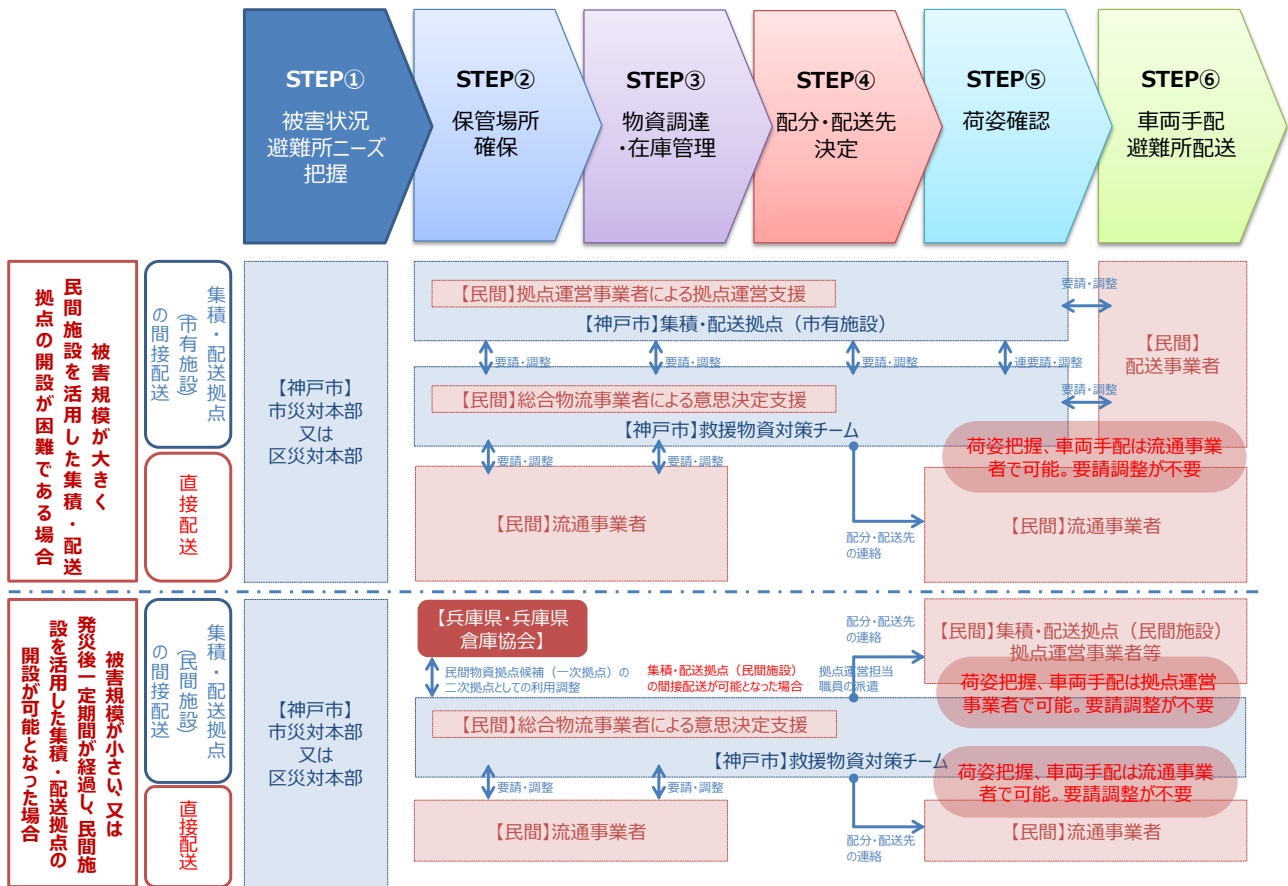 STEP①
被害状況
避難所ニーズ
把握
STEP②
保管場所
確保
STEP③
物資調達
・在庫管理
STEP④
配分・配送先
決定
STEP⑤
荷姿確認
STEP⑥
車両手配
避難所配送
被害規模が大きく
民間施設を活用した集積・配送
拠点の開設が困難である場合
集積・配送拠点
(市有施設)
の間接配送
直接配送
【神戸市】
市災対本部
又は
区災対本部
【民間】拠点運営事業者による拠点運営支援
【神戸市】集積・配送拠点（市有施設）
要請・調整
【民間】
配送事業者
要請・調整
要請・調整
要請・調整
連要請・調整
【民間】総合物流事業者による意思決定支援
要請・調整
【神戸市】救援物資対策チーム
荷姿把握、車両手配は流通事業
者で可能。要請調整が不要
要請・調整
要請・調整
【民間】流通事業者
【民間】流通事業者
配分・配送先
の連絡
被害規模が小さい、又は
発災後一定期間が経過し、民間施
設を活用した集積・配送拠点の
開設が可能となった場合
集積・配送拠点
(民間施設)
の間接配送
直接配送
【神戸市】
市災対本部
又は
区災対本部
【兵庫県・兵庫県
倉庫協会】
民間物資拠点候補（一次拠点）の
二次拠点としての利用調整
集積・配送拠点（民間施設）
の間接配送が可能となった場合
配分・配送先
の連絡
拠点運営担当
職員の派遣
【民間】集積・配送拠点（民間施設）
拠点運営事業者等
荷姿把握、車両手配は拠点運営
事業者で可能。要請調整が不要
【民間】総合物流事業者による意思決定支援
【神戸市】救援物資対策チーム
荷姿把握、車両手配は流通事業
者で可能。要請調整が不要
要請・調整
要請・調整
【民間】流通事業者
【民間】流通事業者
配分・配送先
の連絡